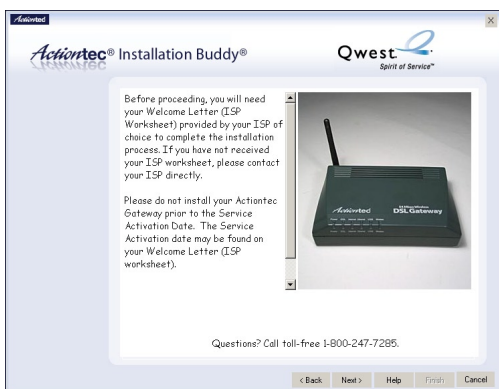 Actiontec
Actiontec® Installation Buddy®
Qwest.
Spirit of Service™
Before proceeding, you will need
your Welcome Letter (ISP
Worksheet) provided by your ISP of
choice to complete the installation
process. If you have not received
your ISP worksheet, please contact
your ISP directly.
Please do not install your Actiontec
Gateway prior to the Service
Activation Date. The Service
Activation date may be found on
your Welcome Letter (ISP
worksheet).
Actiontec
DSL Gateway
Questions? Call toll-free 1-800-247-7285.
< Back
Next >
Help
Finish
Cancel